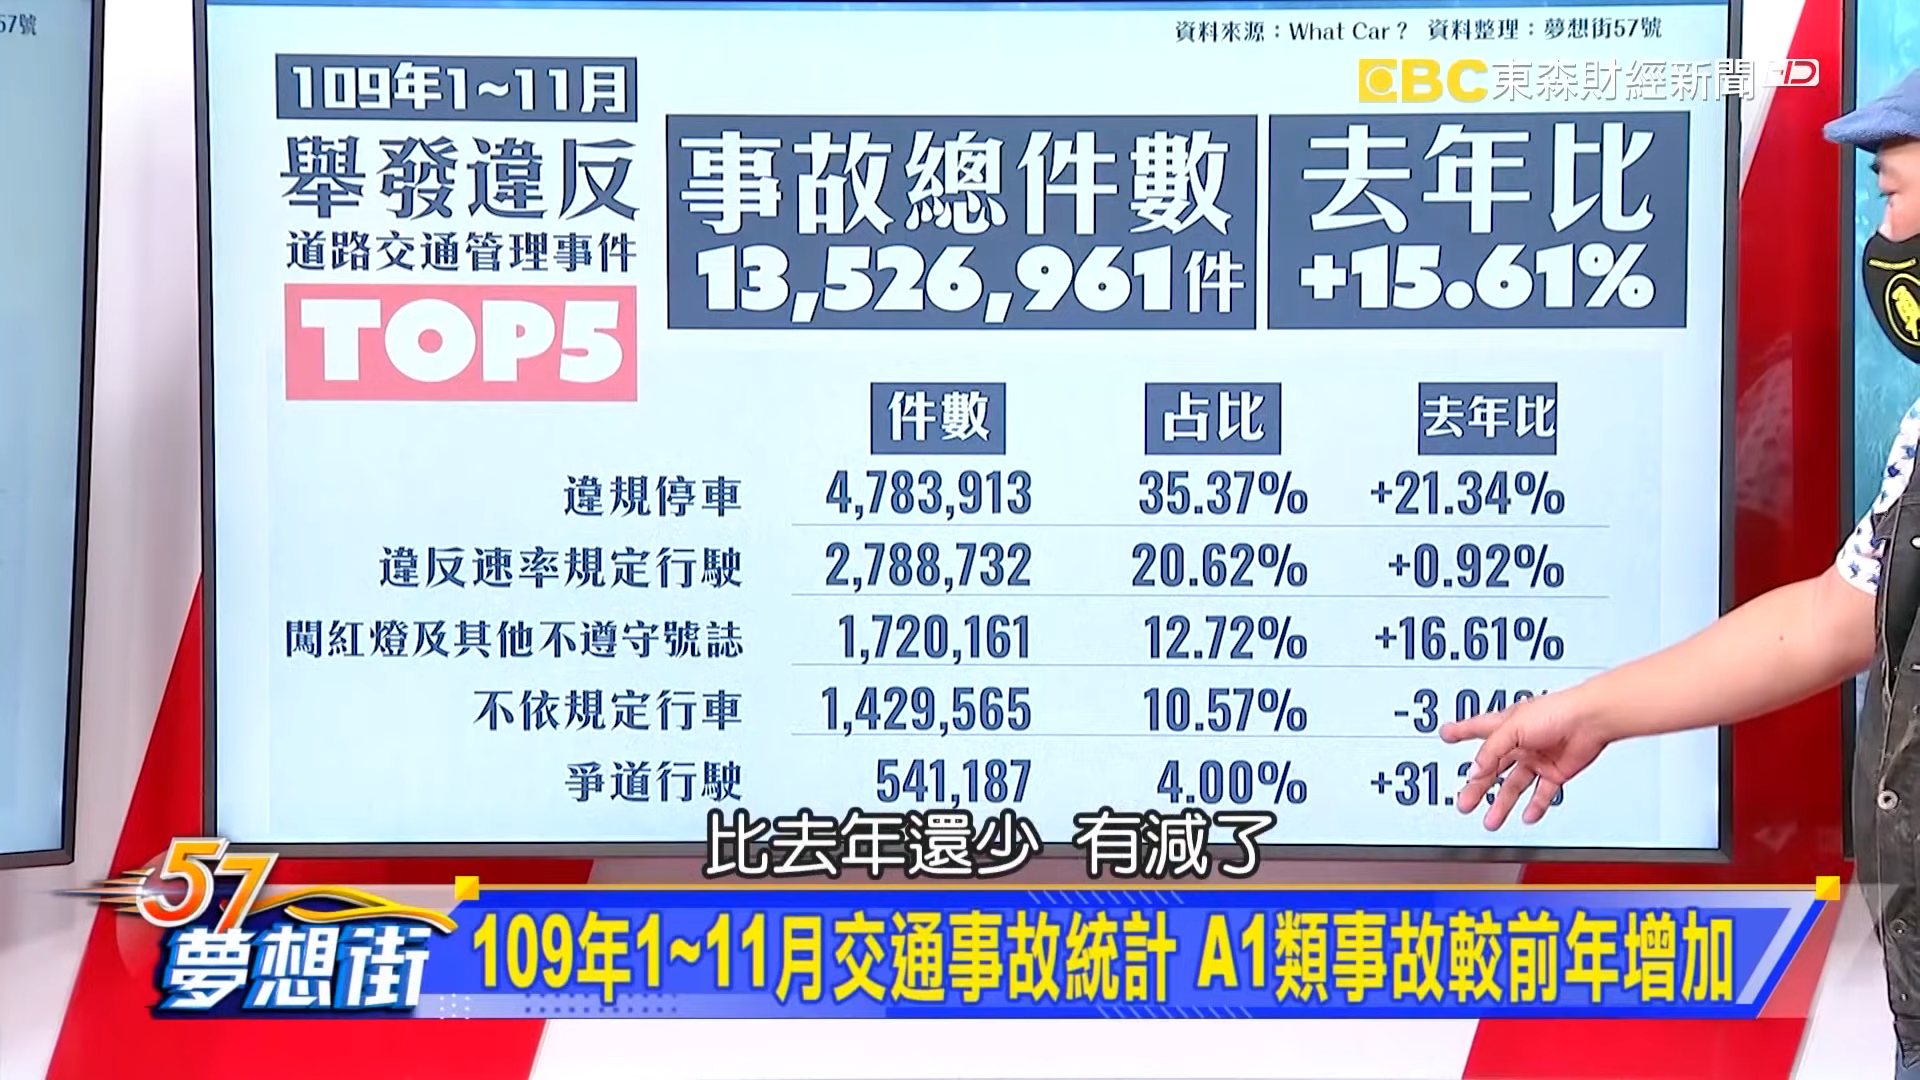 57號
資料來源：What Car？ 資料整理：夢想街57號
EBC 東森財經新聞 HD
109年1~11月
舉發違反
道路交通管理事件
TOP5
事故總件數
13,526,961件
去年比
+15.61%
件數 占比 去年比
違規停車 4,783,913 35.37% +21.34%
違反速率規定行駛 2,788,732 20.62% +0.92%
闖紅燈及其他不遵守號誌 1,720,161 12.72% +16.61%
不依規定行車 1,429,565 10.57% -3.04
爭道行駛 541,187 4.00% +31.
比去年還少 有減了
57夢想街
109年1~11月交通事故統計 A1類事故較前年增加